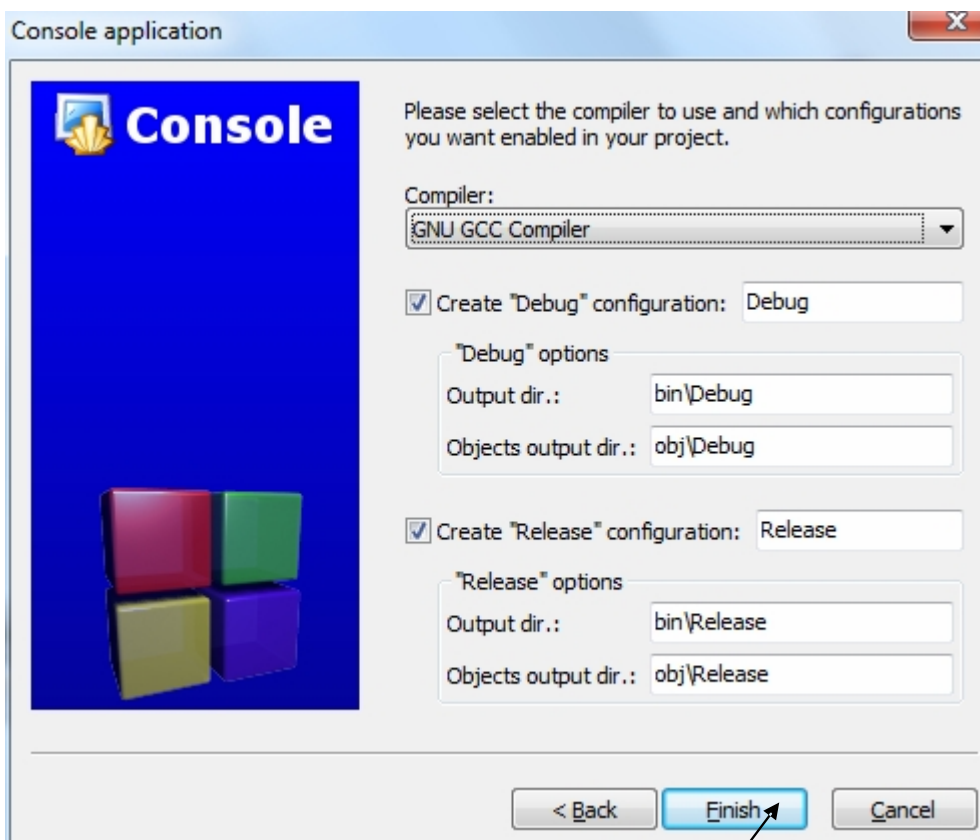 Console application
Console
Please select the compiler to use and which configurations
you want enabled in your project.
Compiler:
GNU GCC Compiler
Create "Debug" configuration: Debug
"Debug" options
Output dir.: bin\Debug
Objects output dir.: obj\Debug
Create "Release" configuration: Release
"Release" options
Output dir.: bin\Release
Objects output dir.: obj\Release
< Back Finish Cancel